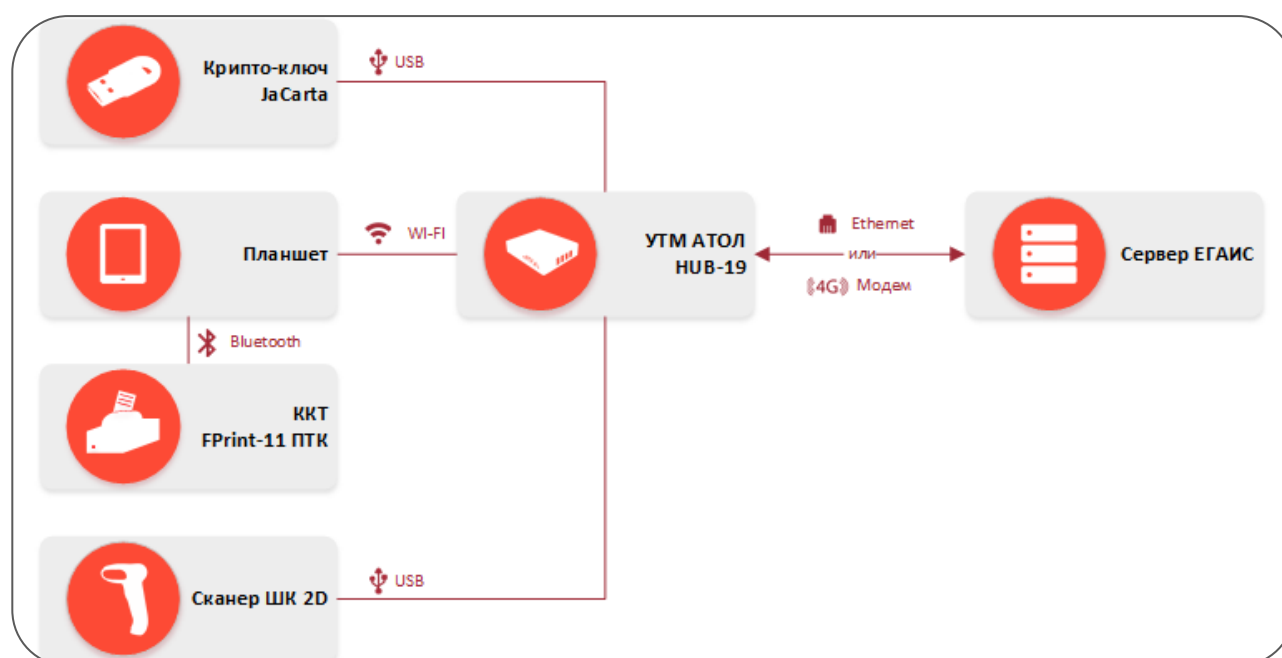 Крипто-ключ
JaCarta
USB
Планшет
WI-FI
УТМ АТОЛ
HUB-19
Ethernet
или
4G Модем
Сервер ЕГАИС
Bluetooth
ККТ
FPrint-11 ПТК
Сканер ШК 2D
USB